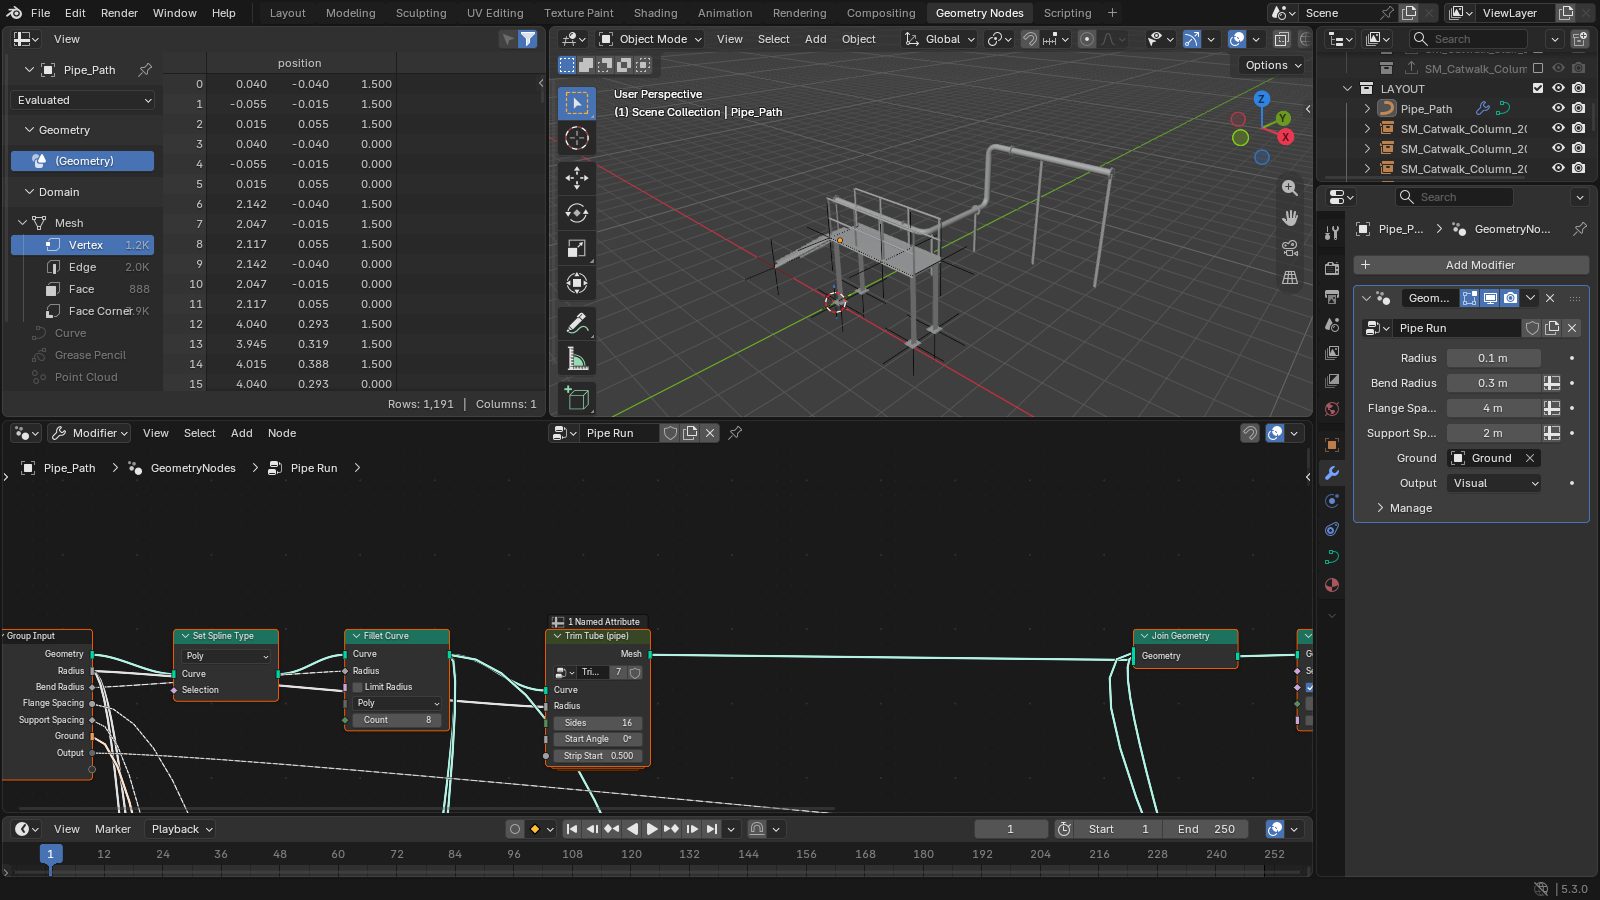 File Edit Render Window Help
Layout Modeling Sculpting UV Editing Texture Paint Shading Animation Rendering Compositing Geometry Nodes Scripting +
Scene
ViewLayer
View
Pipe_Path
Evaluated
Geometry
(Geometry)
Domain
Mesh
Vertex 1.2K
Edge 2.0K
Face 888
Face Corner
Curve
Grease Pencil
Point Cloud
position
0 0.040 -0.040 1.500
1 -0.055 -0.015 1.500
2 0.015 0.055 1.500
3 0.040 -0.040 0.000
4 -0.055 -0.015 0.000
5 0.015 0.055 0.000
6 2.142 -0.040 1.500
7 2.047 -0.015 1.500
8 2.117 0.055 1.500
9 2.142 -0.040 0.000
10 2.047 -0.015 0.000
11 2.117 0.055 0.000
12 4.040 0.293 1.500
13 3.945 0.319 1.500
14 4.015 0.388 1.500
15 4.040 0.293 0.000
Rows: 1,191 | Columns: 1
Object Mode View Select Add Object Global
Options
User Perspective
(1) Scene Collection | Pipe_Path
Z
Y
X
Search
SM_Catwalk_Colum
LAYOUT
Pipe_Path
SM_Catwalk_Column_20
SM_Catwalk_Column_20
SM_Catwalk_Column_20
Search
Pipe_P... GeometryNo...
Add Modifier
Geom...
Pipe Run
Radius 0.1 m
Bend Radius 0.3 m
Flange Spa... 4 m
Support Sp... 2 m
Ground Ground
Output Visual
Manage
Modifier View Select Add Node
Pipe Run
Pipe_Path GeometryNodes Pipe Run
Group Input
Geometry
Radius
Bend Radius
Flange Spacing
Support Spacing
Ground
Output
Set Spline Type
Poly
Curve
Selection
Fillet Curve
Curve
Radius
Limit Radius
Poly
Count 8
1 Named Attribute
Trim Tube (pipe)
Mesh
Tri... 7
Curve
Radius
Sides 16
Start Angle 0°
Strip Start 0.500
Join Geometry
Geometry
View Marker Playback
1
Start 1
End 250
1 12 24 36 48 60 72 84 96 108 120 132 144 156 168 180 192 204 216 228 240 252
5.3.0